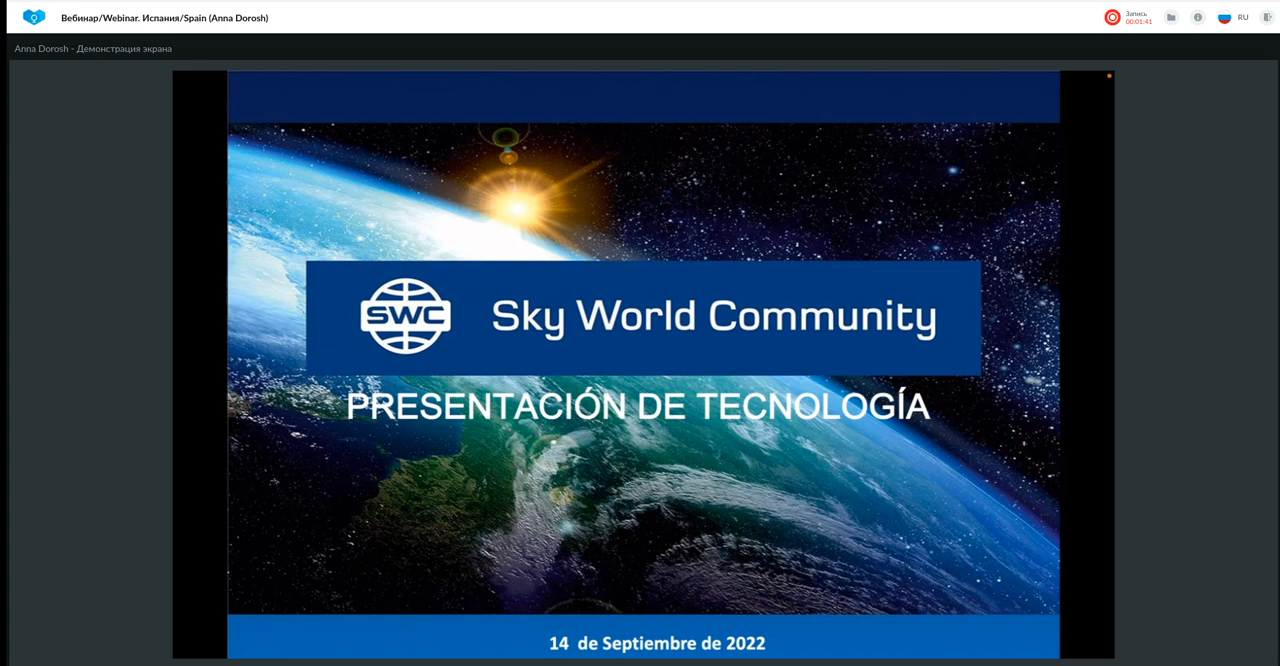 Вебинар/Webinar. Испания/Spain (Anna Dorosh)
Запись
00:01:41
RU
Anna Dorosh - Демонстрация экрана
SWC
Sky World Community
PRESENTACIÓN DE TECNOLOGÍA
14 de Septiembre de 2022